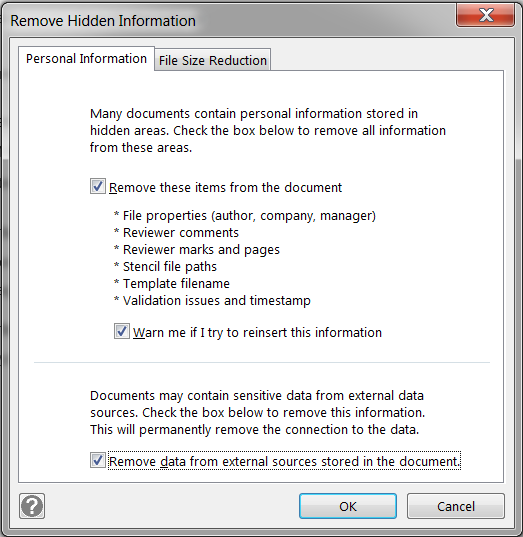 Remove Hidden Information
Personal Information
File Size Reduction
Many documents contain personal information stored in
hidden areas. Check the box below to remove all information
from these areas.
Remove these items from the document
* File properties (author, company, manager)
* Reviewer comments
* Reviewer marks and pages
* Stencil file paths
* Template filename
* Validation issues and timestamp
Warn me if I try to reinsert this information
Documents may contain sensitive data from external data
sources. Check the box below to remove this information.
This will permanently remove the connection to the data.
Remove data from external sources stored in the document.
?
OK
Cancel